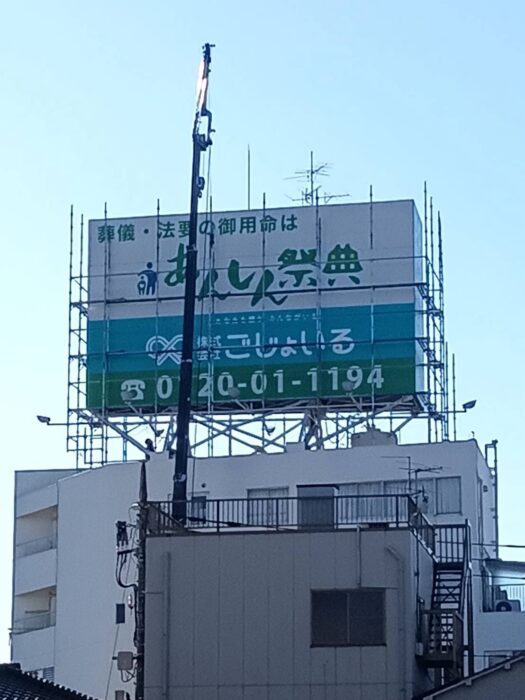 葬儀・法要の御用命は
あんしん祭典
株式
会社 ごじょいる
0120-01-1194